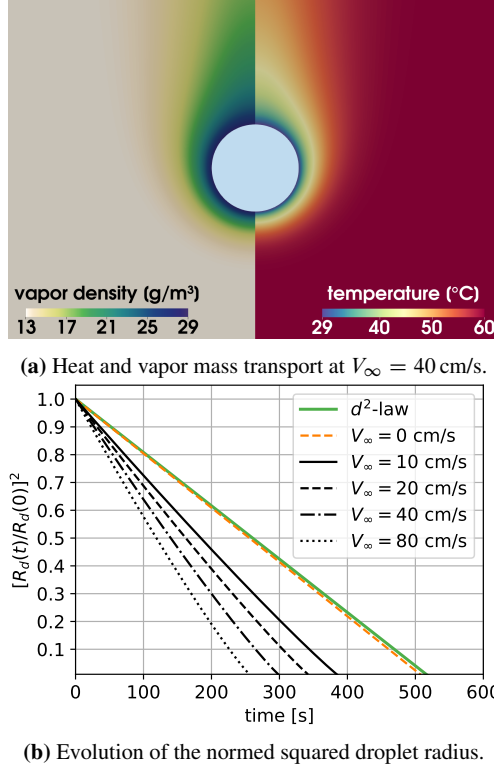 vapor density (g/m³)
temperature (°C)
13 17 21 25 29
29 40 50 60
(a) Heat and vapor mass transport at V∞ = 40 cm/s.
[R_d(t)/R_d(0)]²
1.0
0.9
0.8
0.7
0.6
0.5
0.4
0.3
0.2
0.1
d²-law
V∞ = 0 cm/s
V∞ = 10 cm/s
V∞ = 20 cm/s
V∞ = 40 cm/s
V∞ = 80 cm/s
0 100 200 300 400 500 600
time [s]
(b) Evolution of the normed squared droplet radius.